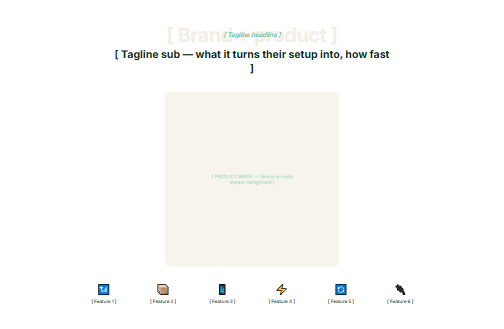 [ Brand + product ]
[ Tagline headline ]
[ Tagline sub — what it turns their setup into, how fast
]
[ PRODUCT IMAGE — Device on solid
square background ]
[ Feature 1 ] [ Feature 2 ] [ Feature 3 ] [ Feature 4 ] [ Feature 5 ] [ Feature 6 ]